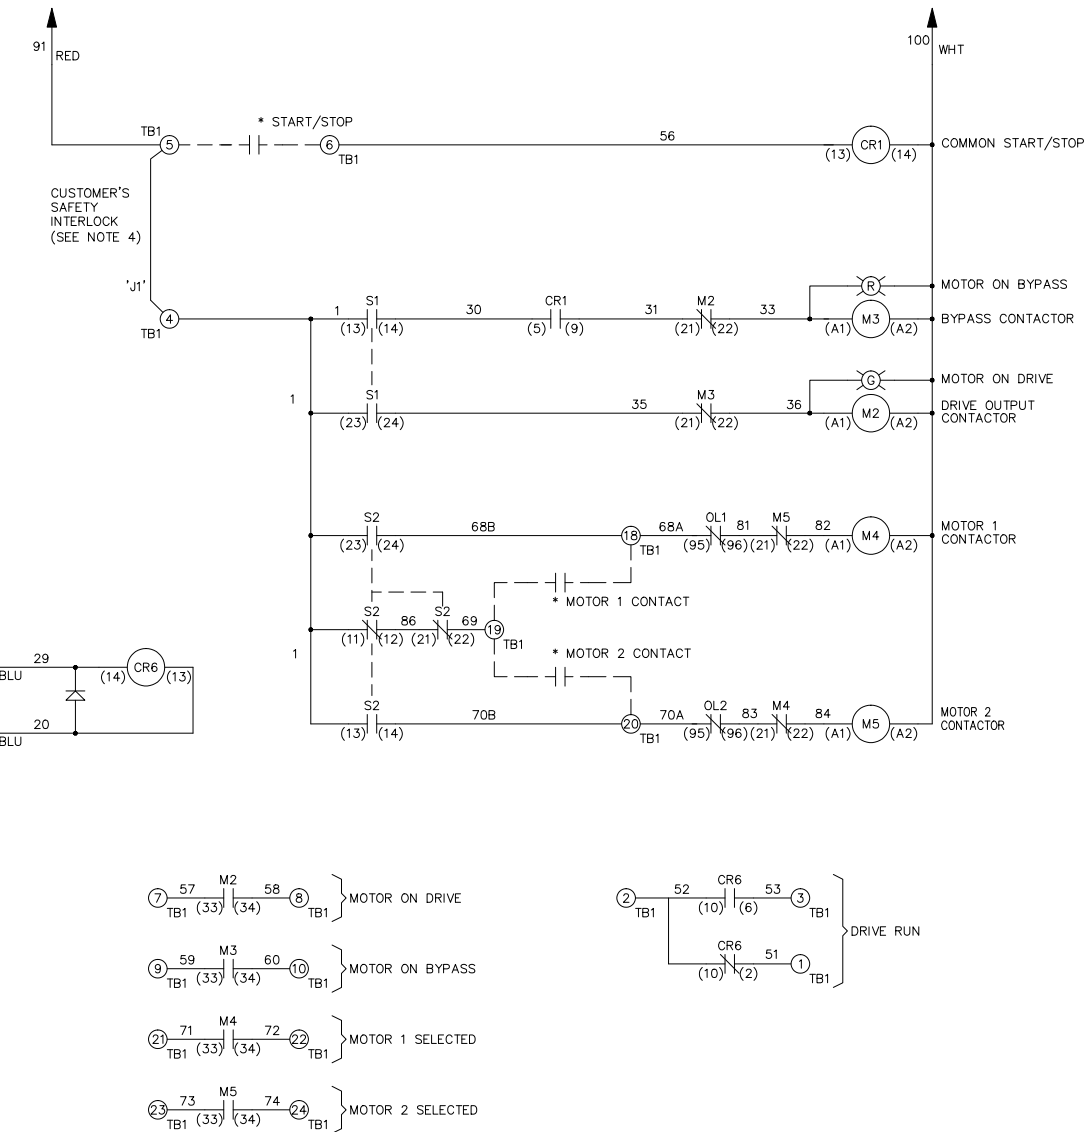 91
RED
100
WHT
* START/STOP
TB1
5
6
TB1
56
CR1
(13)
(14)
COMMON START/STOP
CUSTOMER'S
SAFETY
INTERLOCK
(SEE NOTE 4)
'J1'
4
TB1
R
MOTOR ON BYPASS
1
S1
(13)
(14)
30
CR1
(5)
(9)
31
M2
(21)
(22)
33
(A1)
M3
(A2)
BYPASS CONTACTOR
G
MOTOR ON DRIVE
1
S1
(23)
(24)
35
M3
(21)
(22)
36
(A1)
M2
(A2)
DRIVE OUTPUT
CONTACTOR
S2
(23)
(24)
68B
18
TB1
68A
OL1
(95)
(96)
81
M5
(21)
(22)
82
(A1)
M4
(A2)
MOTOR 1
CONTACTOR
* MOTOR 1 CONTACT
S2
(11)
(12)
86
S2
(21)
(22)
69
19
TB1
1
* MOTOR 2 CONTACT
29
BLU
(14)
CR6
(13)
20
BLU
S2
(13)
(14)
70B
20
TB1
70A
OL2
(95)
(96)
83
M4
(21)
(22)
84
(A1)
M5
(A2)
MOTOR 2
CONTACTOR
7
TB1
57
M2
(33)
(34)
58
8
TB1
MOTOR ON DRIVE
9
TB1
59
M3
(33)
(34)
60
10
TB1
MOTOR ON BYPASS
21
TB1
71
M4
(33)
(34)
72
22
TB1
MOTOR 1 SELECTED
23
TB1
73
M5
(33)
(34)
74
24
TB1
MOTOR 2 SELECTED
2
TB1
52
CR6
(10)
(6)
53
3
TB1
CR6
(10)
(2)
51
1
TB1
DRIVE RUN